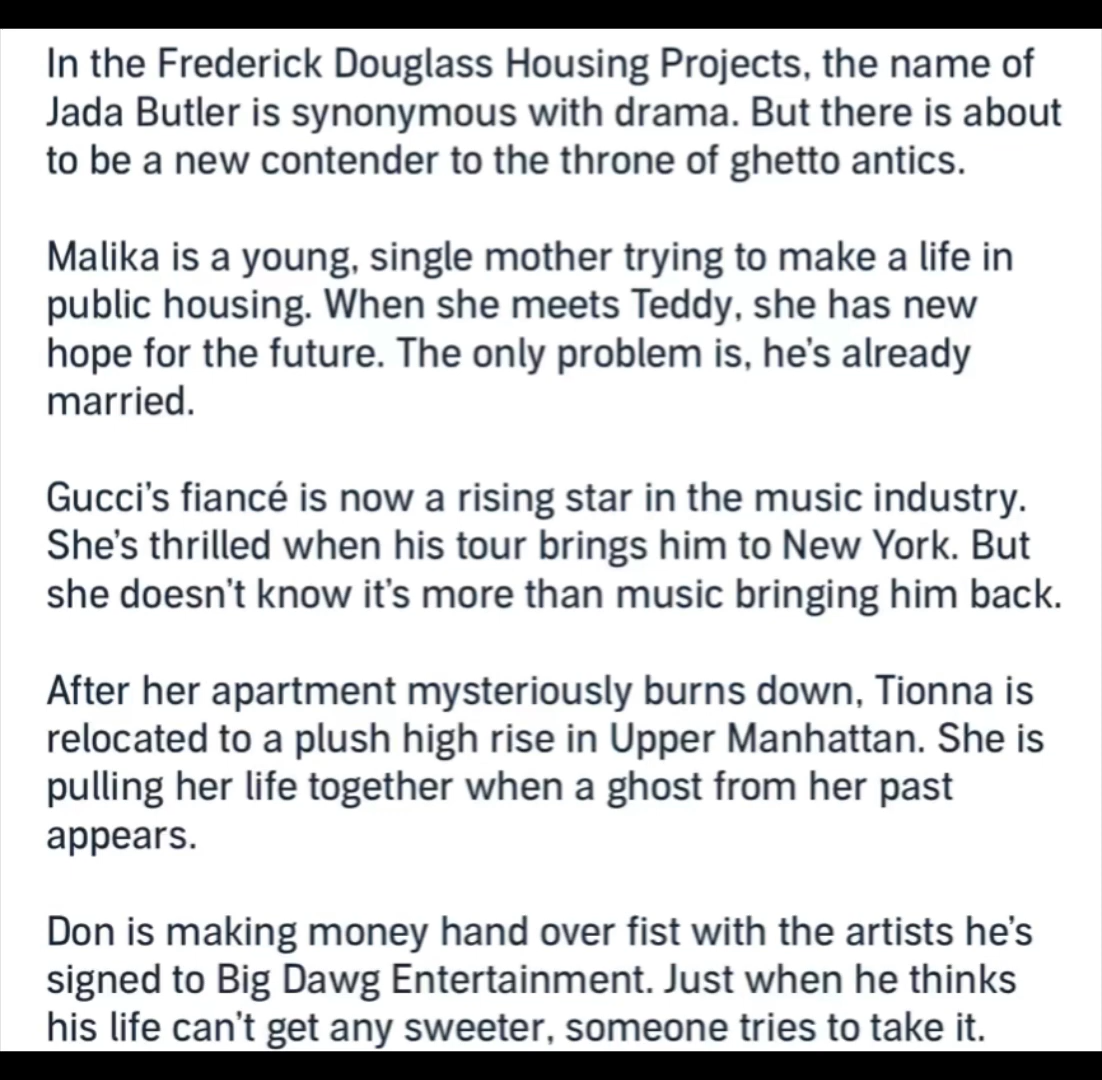 In the Frederick Douglass Housing Projects, the name of
Jada Butler is synonymous with drama. But there is about
to be a new contender to the throne of ghetto antics.
Malika is a young, single mother trying to make a life in
public housing. When she meets Teddy, she has new
hope for the future. The only problem is, he's already
married.
Gucci's fiancé is now a rising star in the music industry.
She's thrilled when his tour brings him to New York. But
she doesn't know it's more than music bringing him back.
After her apartment mysteriously burns down, Tionna is
relocated to a plush high rise in Upper Manhattan. She is
pulling her life together when a ghost from her past
appears.
Don is making money hand over fist with the artists he's
signed to Big Dawg Entertainment. Just when he thinks
his life can't get any sweeter, someone tries to take it.